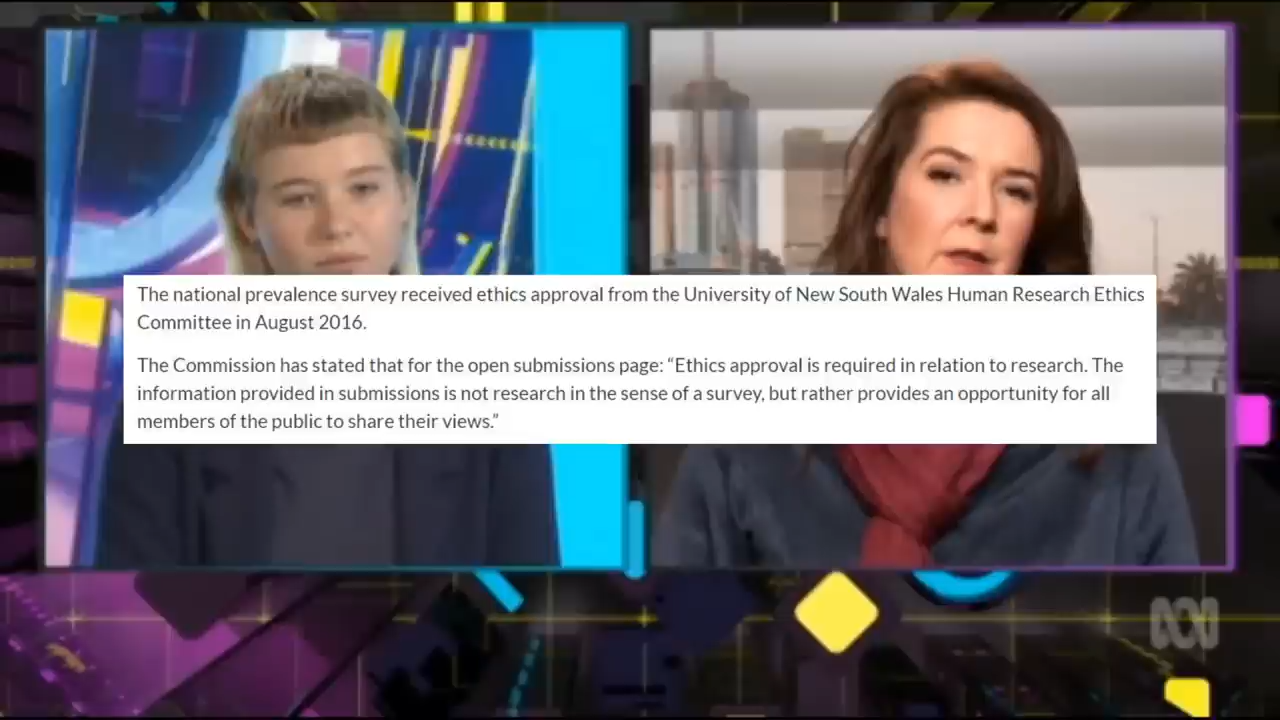 The national prevalence survey received ethics approval from the University of New South Wales Human Research Ethics
Committee in August 2016.
The Commission has stated that for the open submissions page: “Ethics approval is required in relation to research. The
information provided in submissions is not research in the sense of a survey, but rather provides an opportunity for all
members of the public to share their views.”